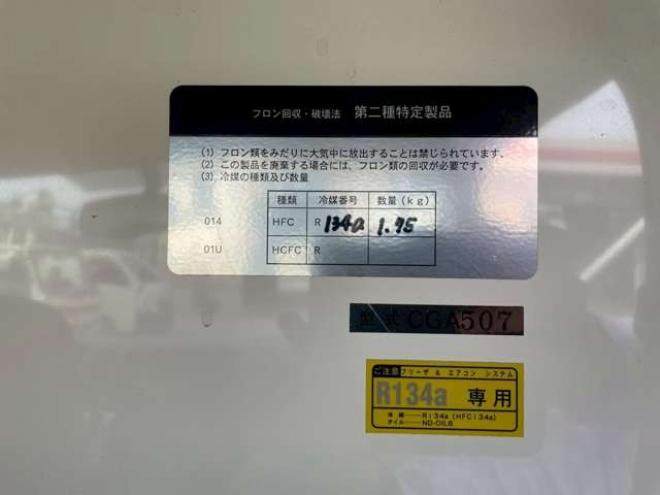 フロン回収・破壊法 第二種特定製品
(1) フロン類をみだりに大気中に放出することは禁じられています。
(2) この製品を廃棄する場合には、フロン類の回収が必要です。
(3) 冷媒の種類及び数量
種類 冷媒番号 数量(kg)
014 HFC R 134a 1.75
01U HCFC R
型式 CGA507
ご注意 フリーザ & エアコン システム
R134a 専用
冷媒 R134a (HFC134a)
オイル ND-OIL8